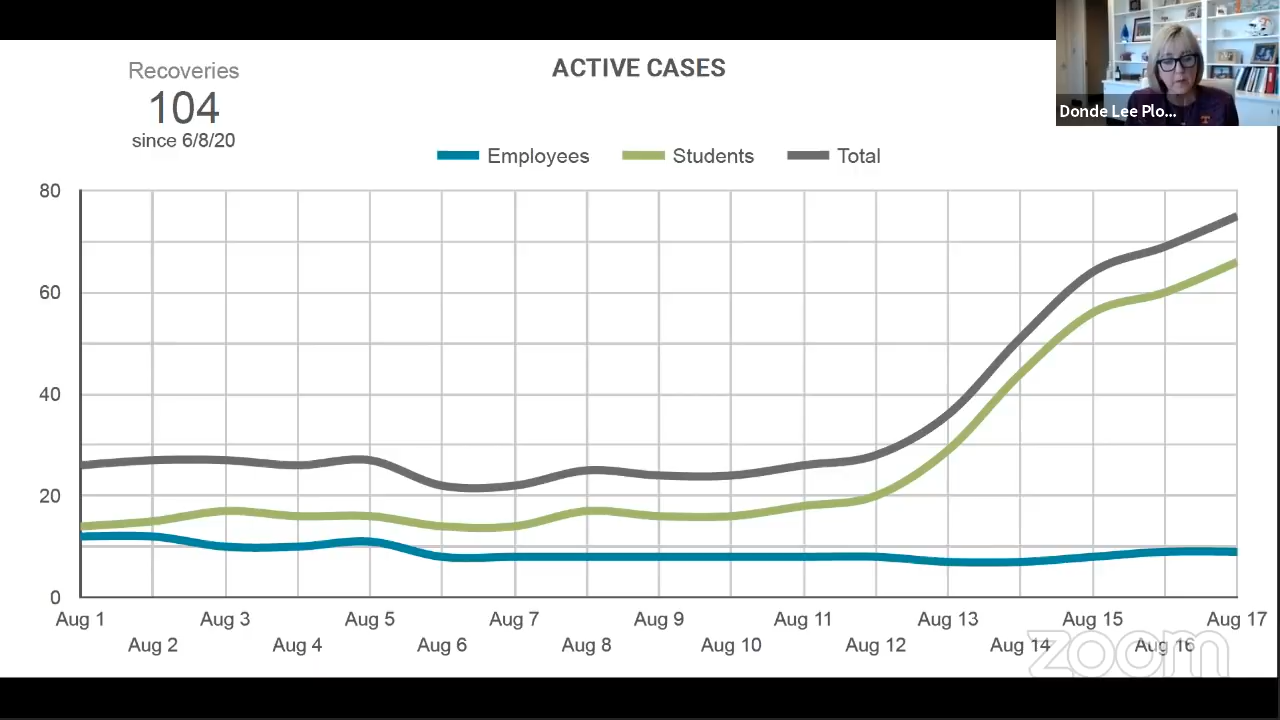 Recoveries
104
since 6/8/20
ACTIVE CASES
Donde Lee Plo...
T
Employees Students Total
80
60
40
20
0
Aug 1 Aug 3 Aug 5 Aug 7 Aug 9 Aug 11 Aug 13 Aug 15 Aug 17
Aug 2 Aug 4 Aug 6 Aug 8 Aug 10 Aug 12 Aug 14 Aug 16
zoom